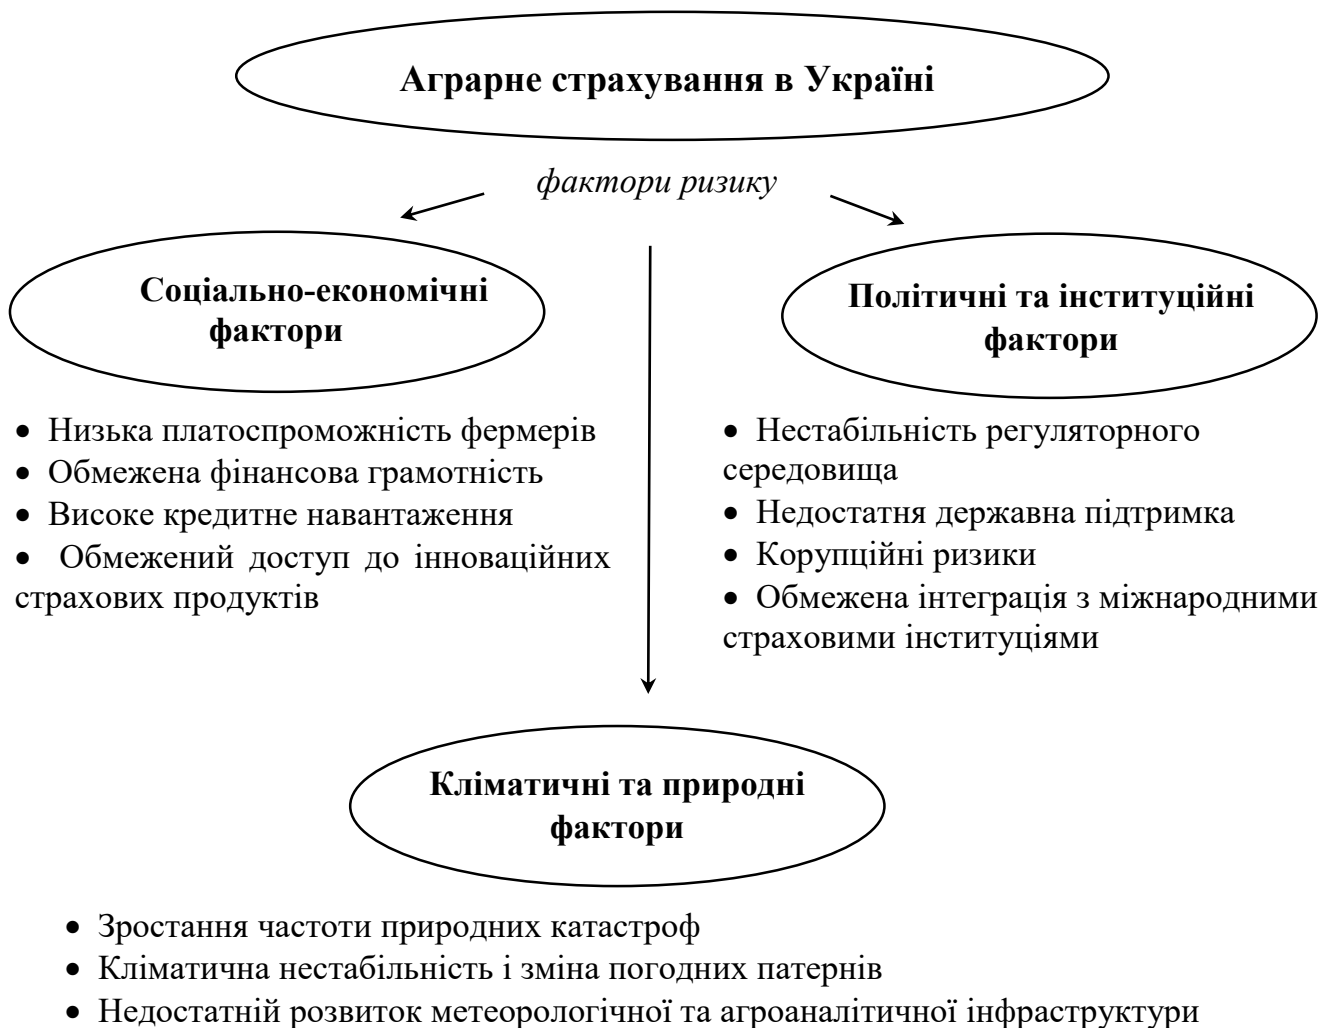 Аграрне страхування в Україні
фактори ризику
Соціально-економічні
фактори
• Низька платоспроможність фермерів
• Обмежена фінансова грамотність
• Високе кредитне навантаження
• Обмежений доступ до інноваційних
страхових продуктів
Політичні та інституційні
фактори
• Нестабільність регуляторного
середовища
• Недостатня державна підтримка
• Корупційні ризики
• Обмежена інтеграція з міжнародними
страховими інституціями
Кліматичні та природні
фактори
• Зростання частоти природних катастроф
• Кліматична нестабільність і зміна погодних патернів
• Недостатній розвиток метеорологічної та агроаналітичної інфраструктури